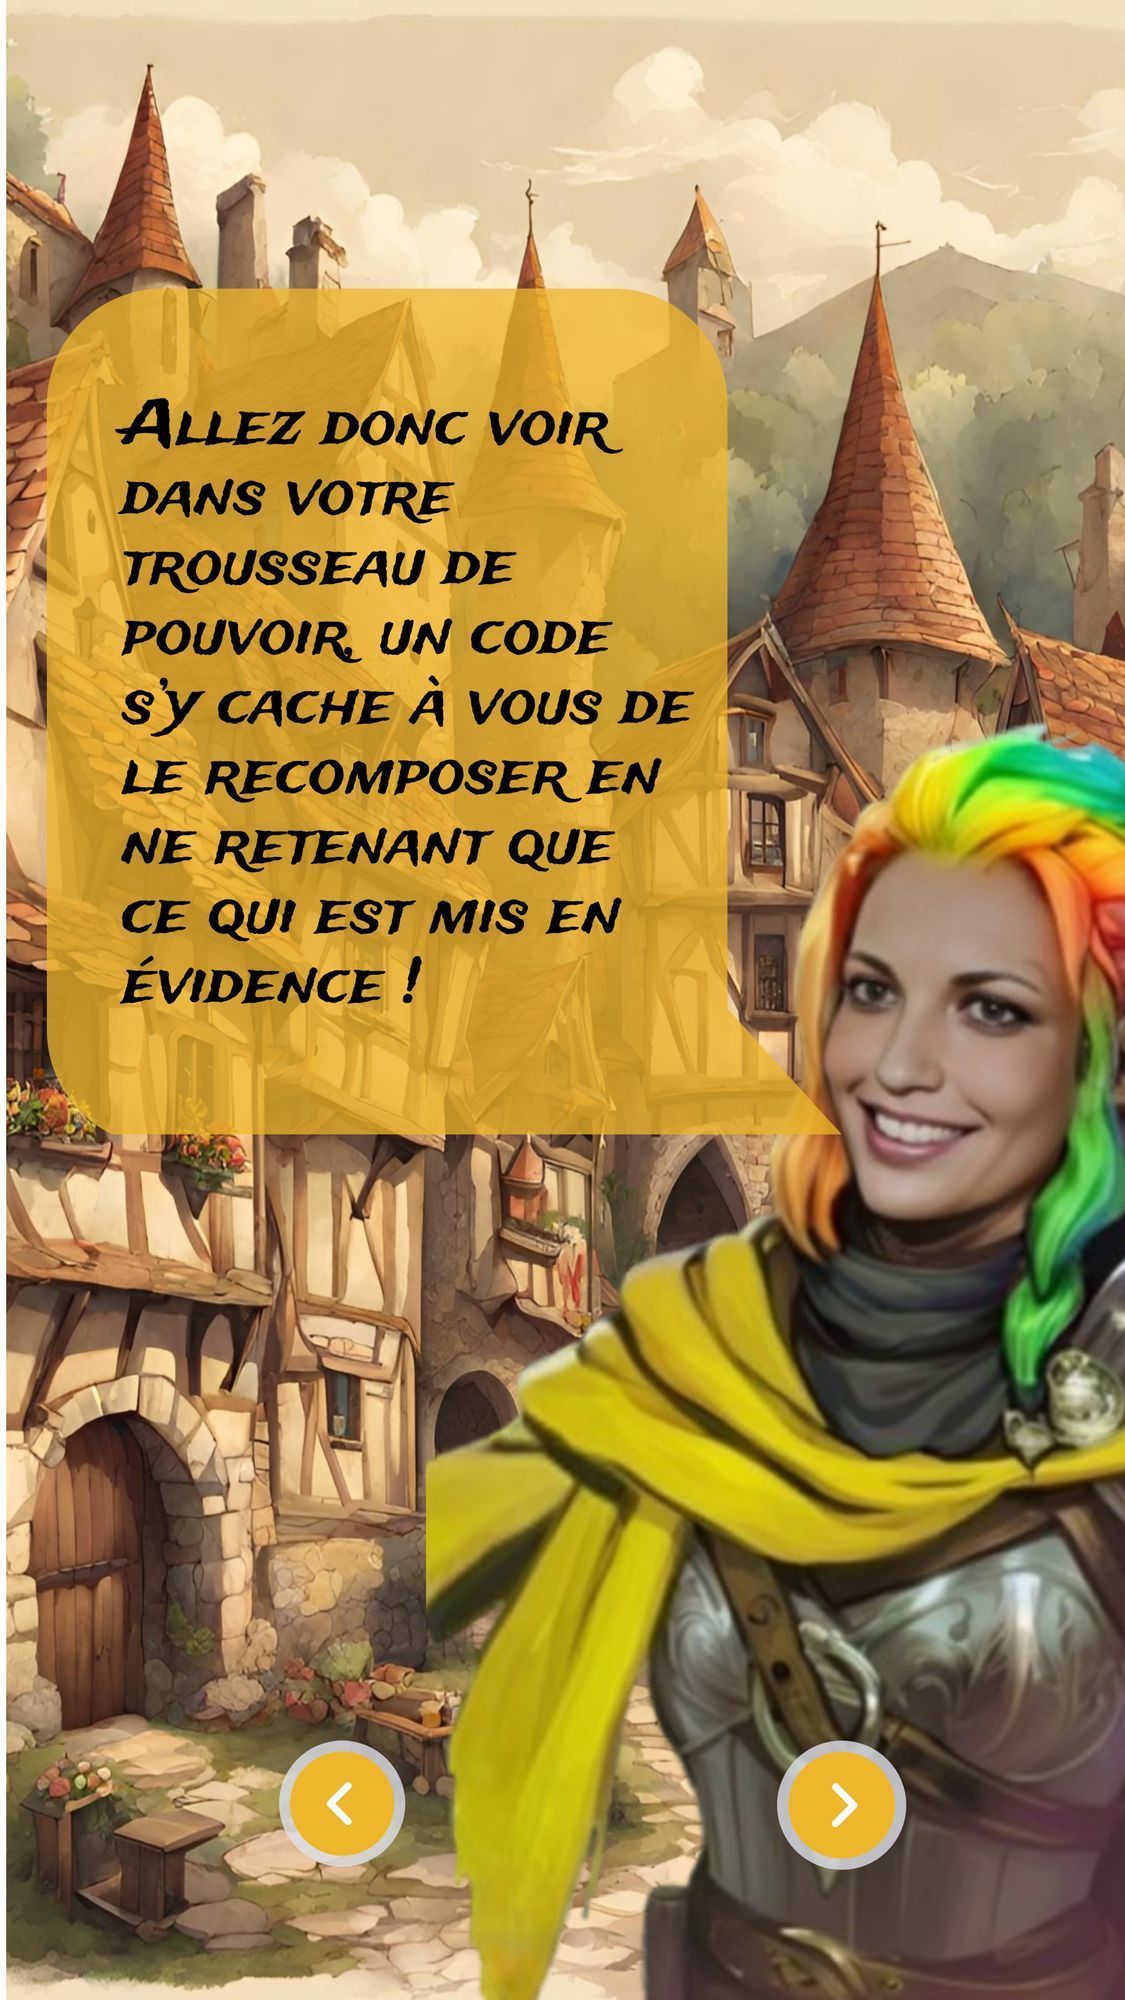 Allez donc voir
dans votre
trousseau de
pouvoir, un code
s'y cache à vous de
le recomposer en
ne retenant que
ce qui est mis en
évidence !